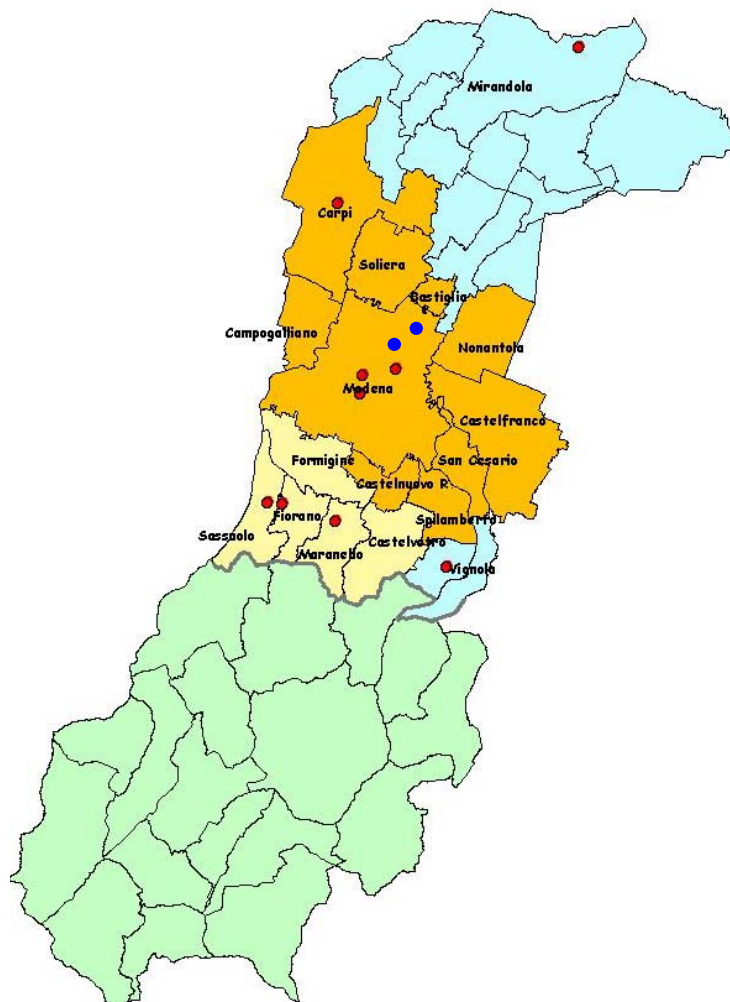 Mirandola
Carpi
Soliera
Bastiglia
Campogalliano
Nonantola
Modena
Castelfranco
Formigine
San Cesario
Castelnuovo R.
Fiorano
Spilamberto
Sassuolo
Maranello
Castelvetro
Vignola